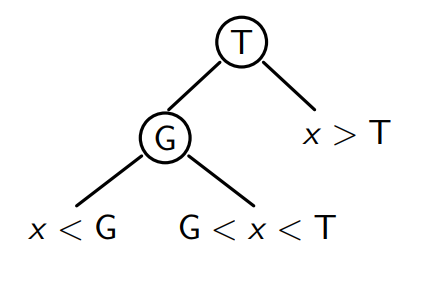 T
G
x > T
x < G
G < x < T